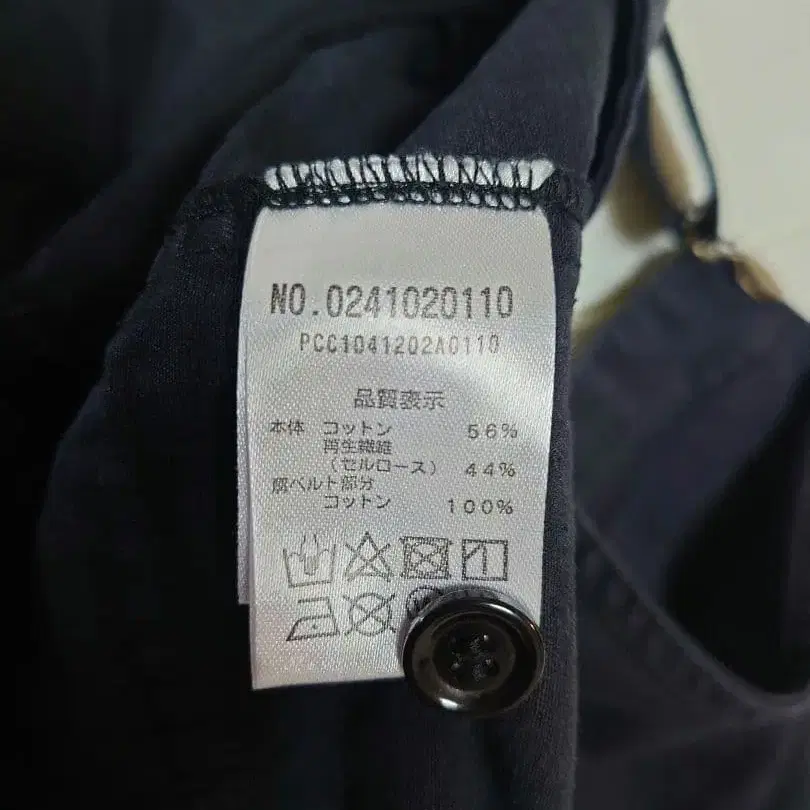 NO.0241020110
PCC1041202A0110
品質表示
本体 コットン 56%
再生繊維
(セルロース) 44%
腰ベルト部分
コットン 100%